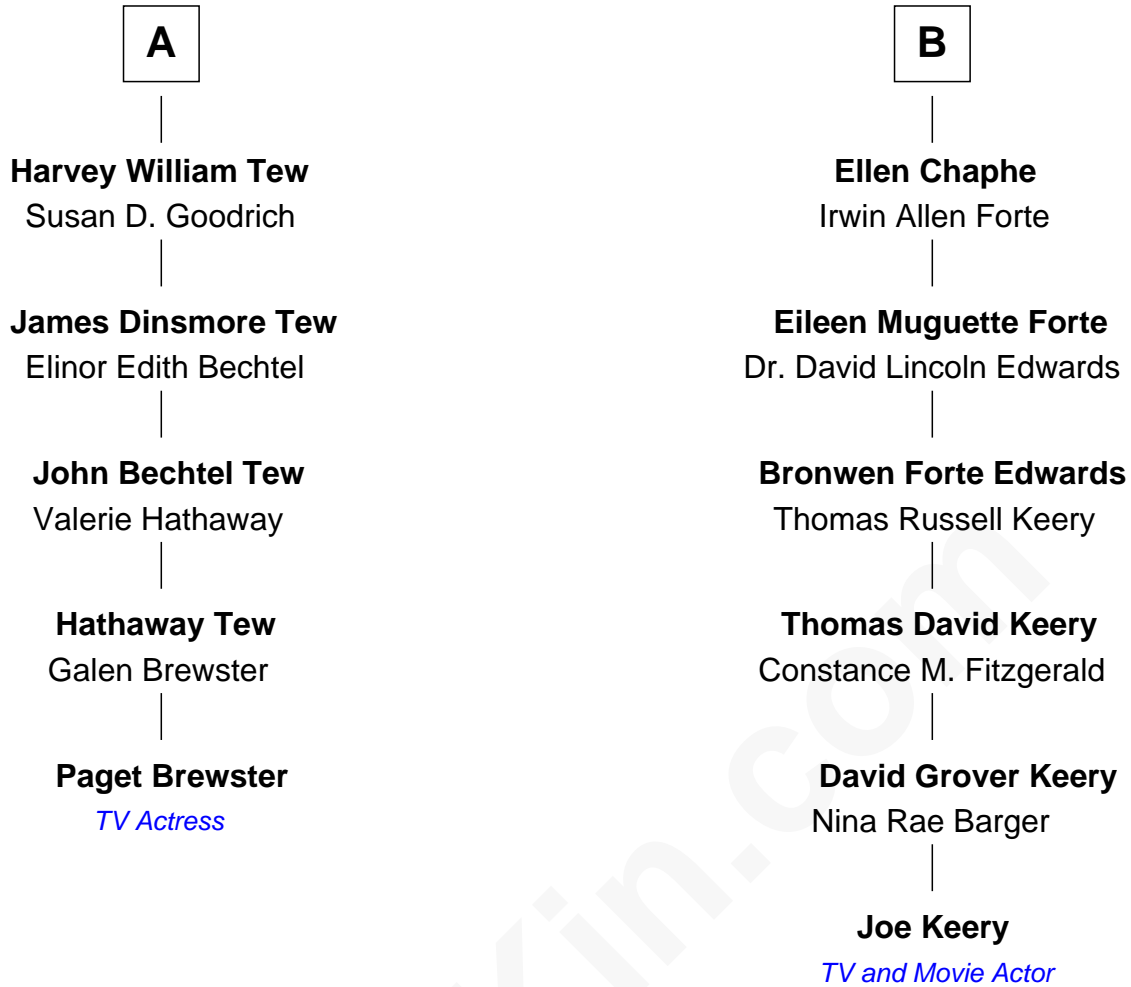 A
Harvey William Tew
Susan D. Goodrich
James Dinsmore Tew
Elinor Edith Bechtel
John Bechtel Tew
Valerie Hathaway
Hathaway Tew
Galen Brewster
Paget Brewster
TV Actress
B
Ellen Chaphe
Irwin Allen Forte
Eileen Muguette Forte
Dr. David Lincoln Edwards
Bronwen Forte Edwards
Thomas Russell Keery
Thomas David Keery
Constance M. Fitzgerald
David Grover Keery
Nina Rae Barger
Joe Keery
TV and Movie Actor